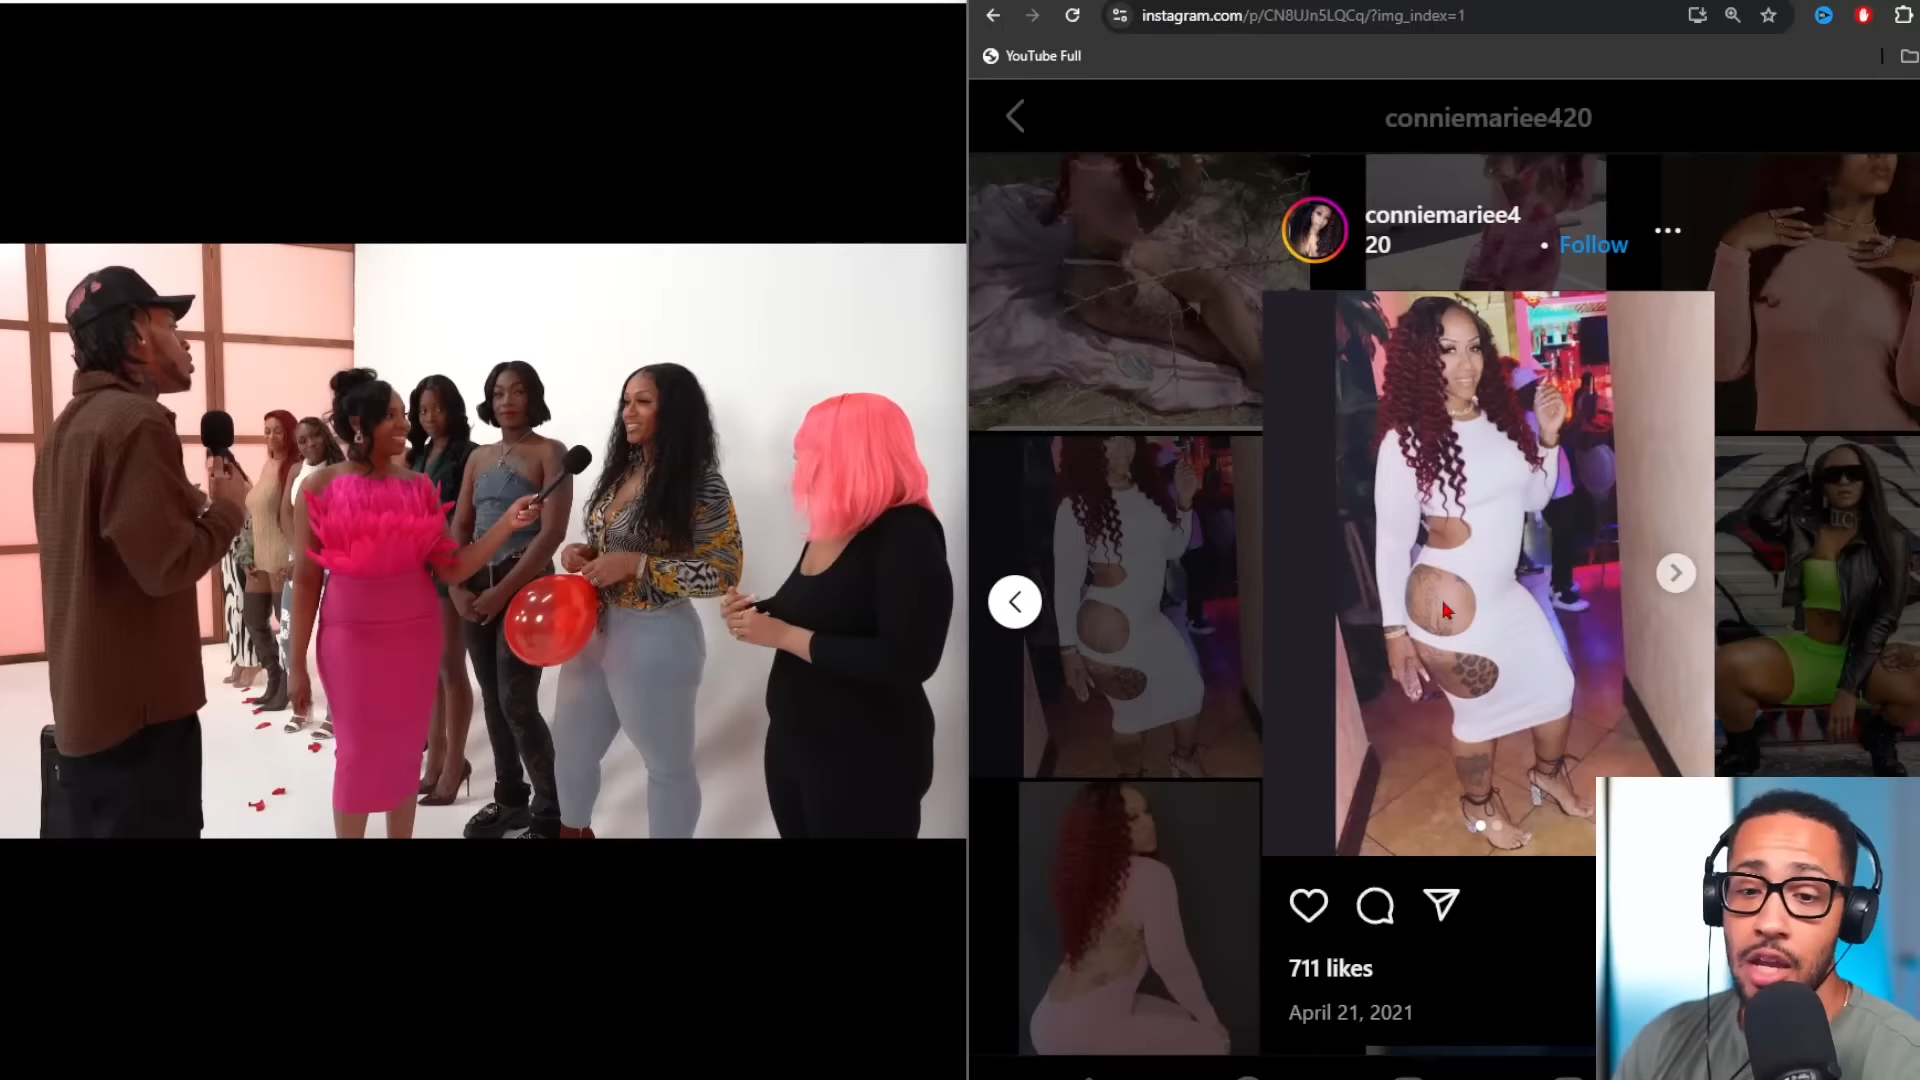 instagram.com/p/CN8UJn5LQCq/?img_index=1
YouTube Full
conniemariee420
conniemariee4
20
• Follow
711 likes
April 21, 2021